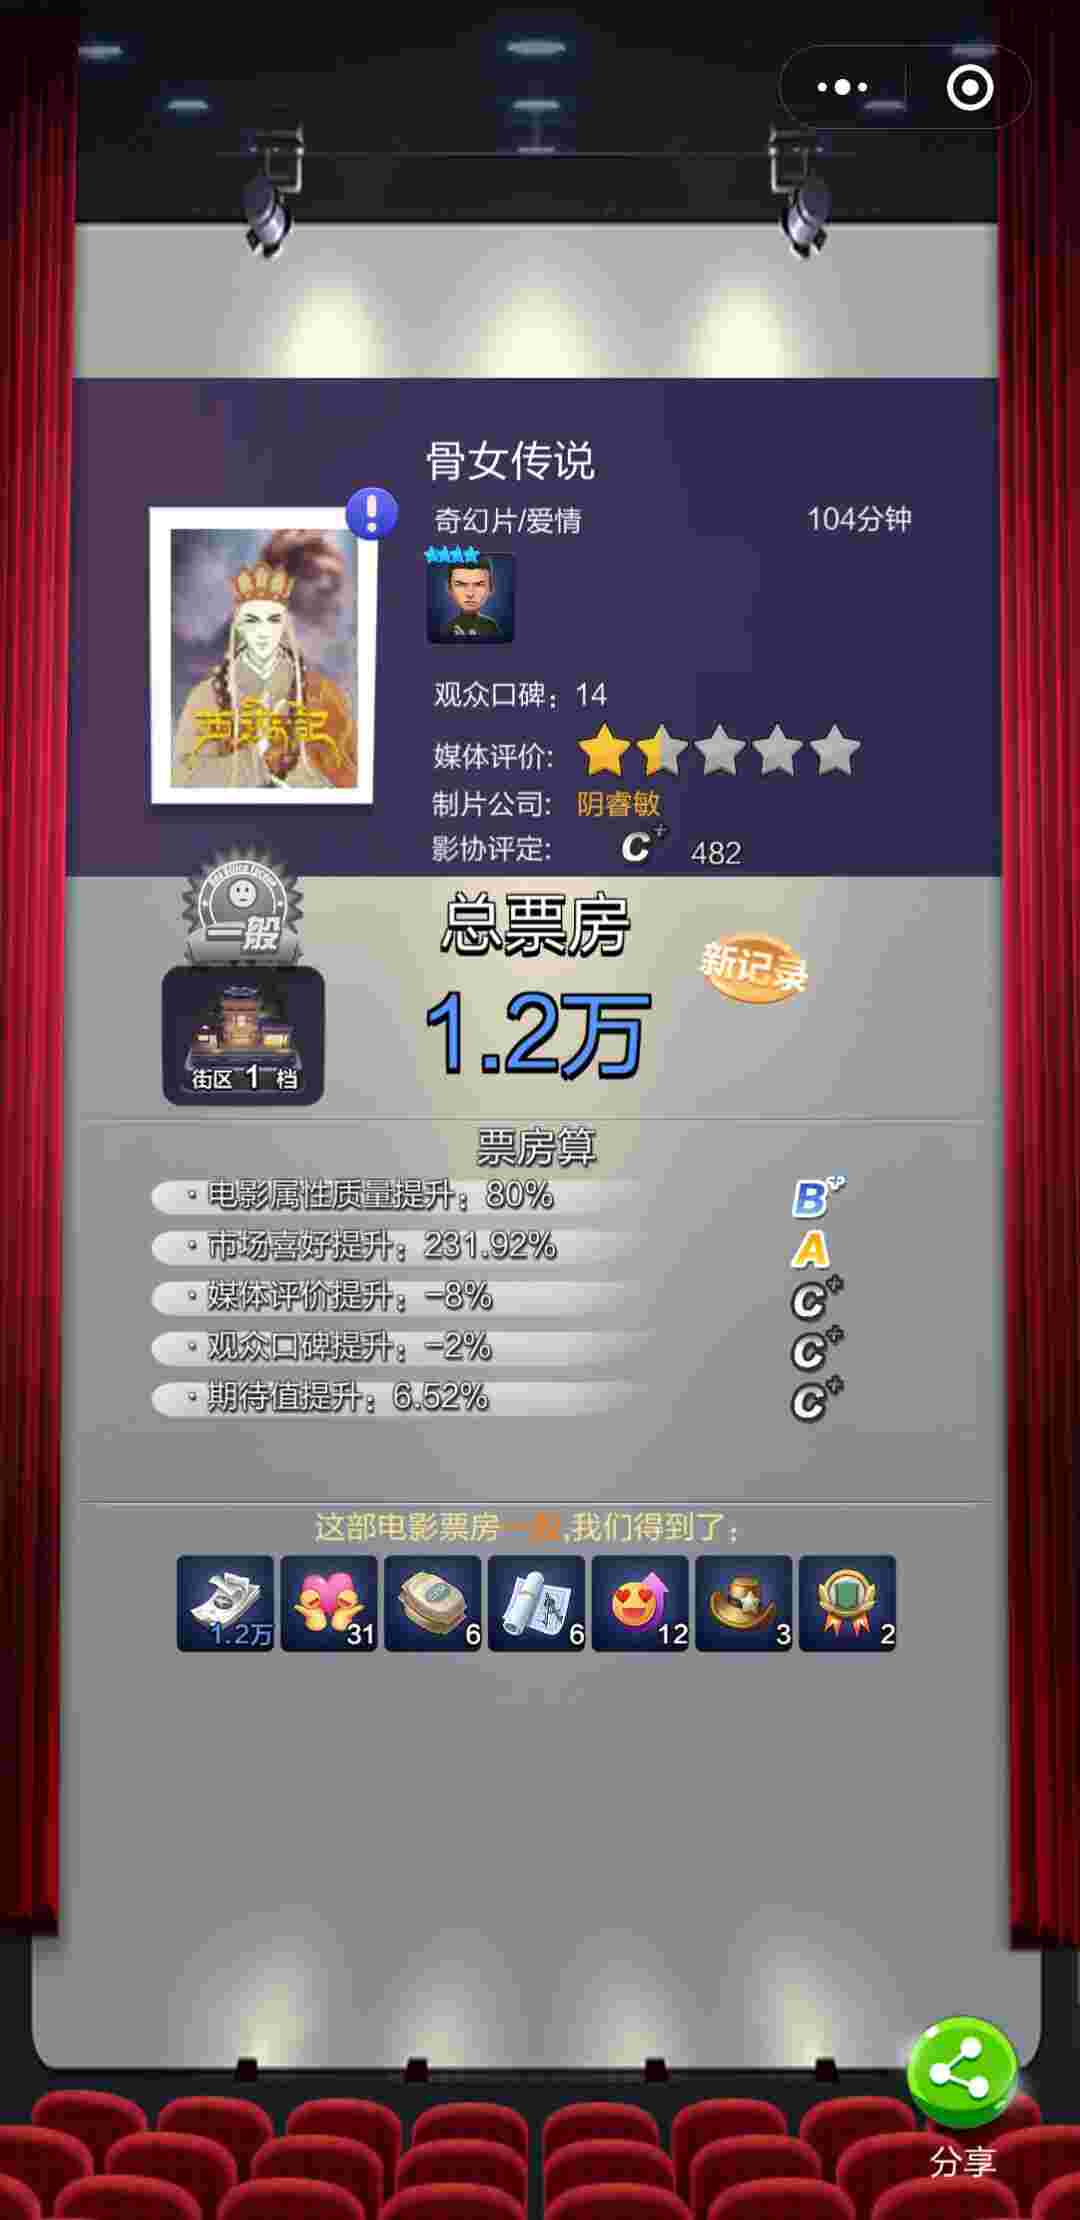 骨女传说
奇幻片/爱情
104分钟
西游记
观众口碑：14
媒体评价:
制片公司: 阴睿敏
影协评定: C+ 482
一般
总票房
新记录
1.2万
街区 1 档
票房算
·电影属性质量提升：80% B SP
·市场喜好提升：231.92% A
·媒体评价提升：-8% C+
·观众口碑提升：-2% C+
·期待值提升：6.52% C+
这部电影票房一般,我们得到了；
1.2万 31 6 6 12 3 2
分享